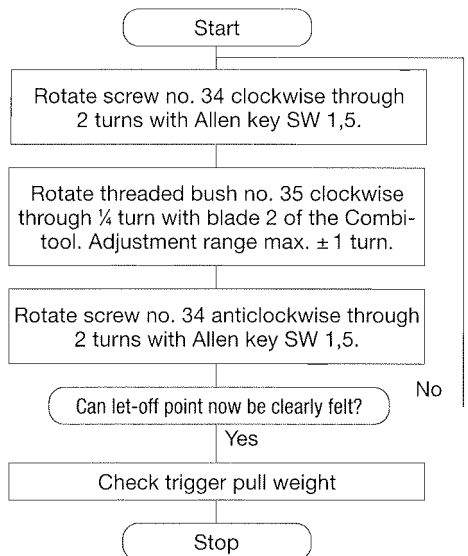 Start
Rotate screw no. 34 clockwise through
2 turns with Allen key SW 1,5.
Rotate threaded bush no. 35 clockwise
through ¼ turn with blade 2 of the Combi-
tool. Adjustment range max. ± 1 turn.
Rotate screw no. 34 anticlockwise through
2 turns with Allen key SW 1,5.
Can let-off point now be clearly felt?
No
Yes
Check trigger pull weight
Stop